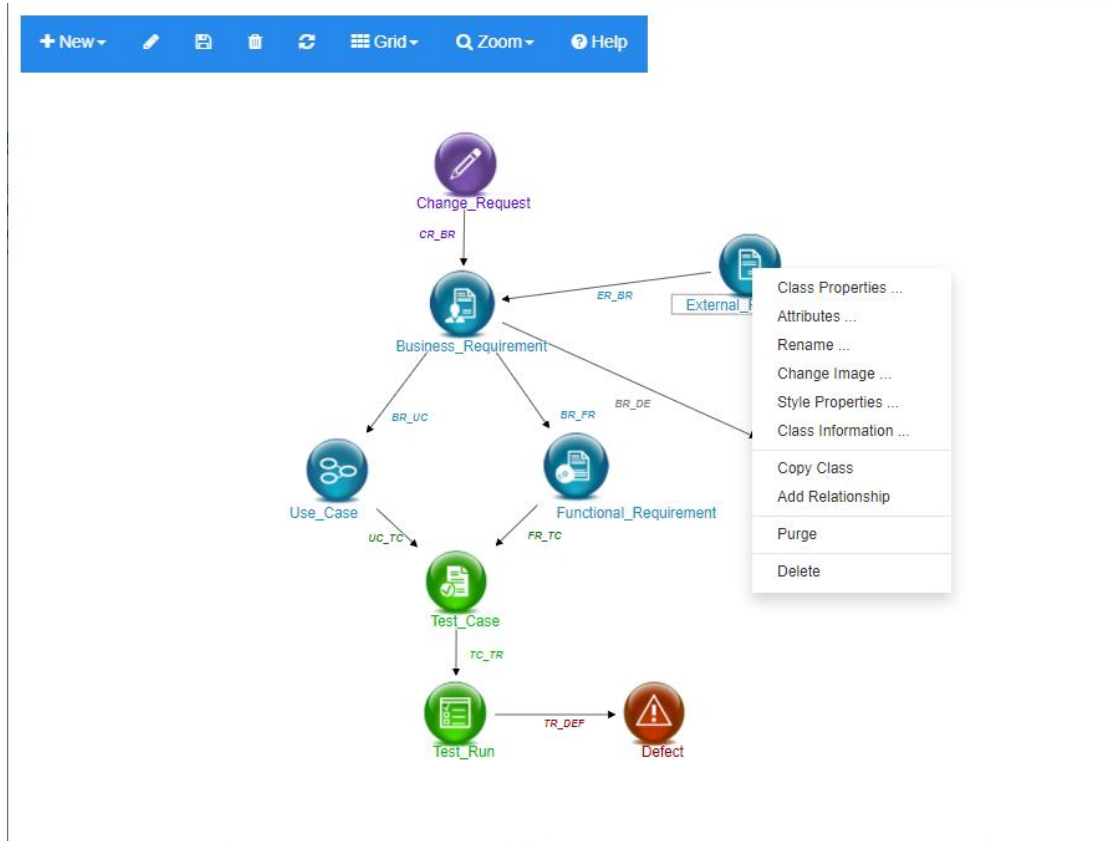 New
Grid
Zoom
Help
Change_Request
CR_BR
ER_BR
External_
Business_Requirement
BR_UC
BR_FR
BR_DE
Use_Case
Functional_Requirement
UC_TC
FR_TC
Test_Case
TC_TR
Test_Run
TR_DEF
Defect
Class Properties ...
Attributes ...
Rename ...
Change Image ...
Style Properties ...
Class Information ...
Copy Class
Add Relationship
Purge
Delete